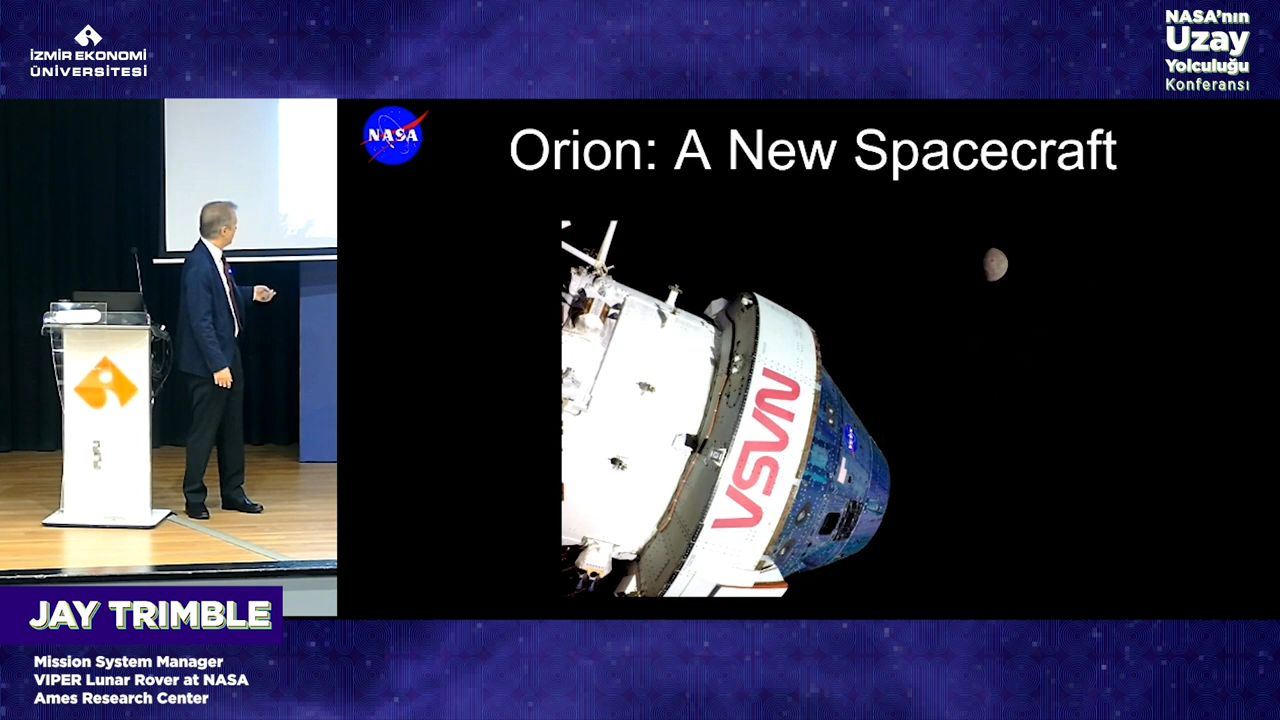 İZMİR EKONOMİ
ÜNİVERSİTESİ
NASA'nın
Uzay
Yolculuğu
Konferansı
NASA
Orion: A New Spacecraft
NASA
JAY TRIMBLE
Mission System Manager
VIPER Lunar Rover at NASA
Ames Research Center